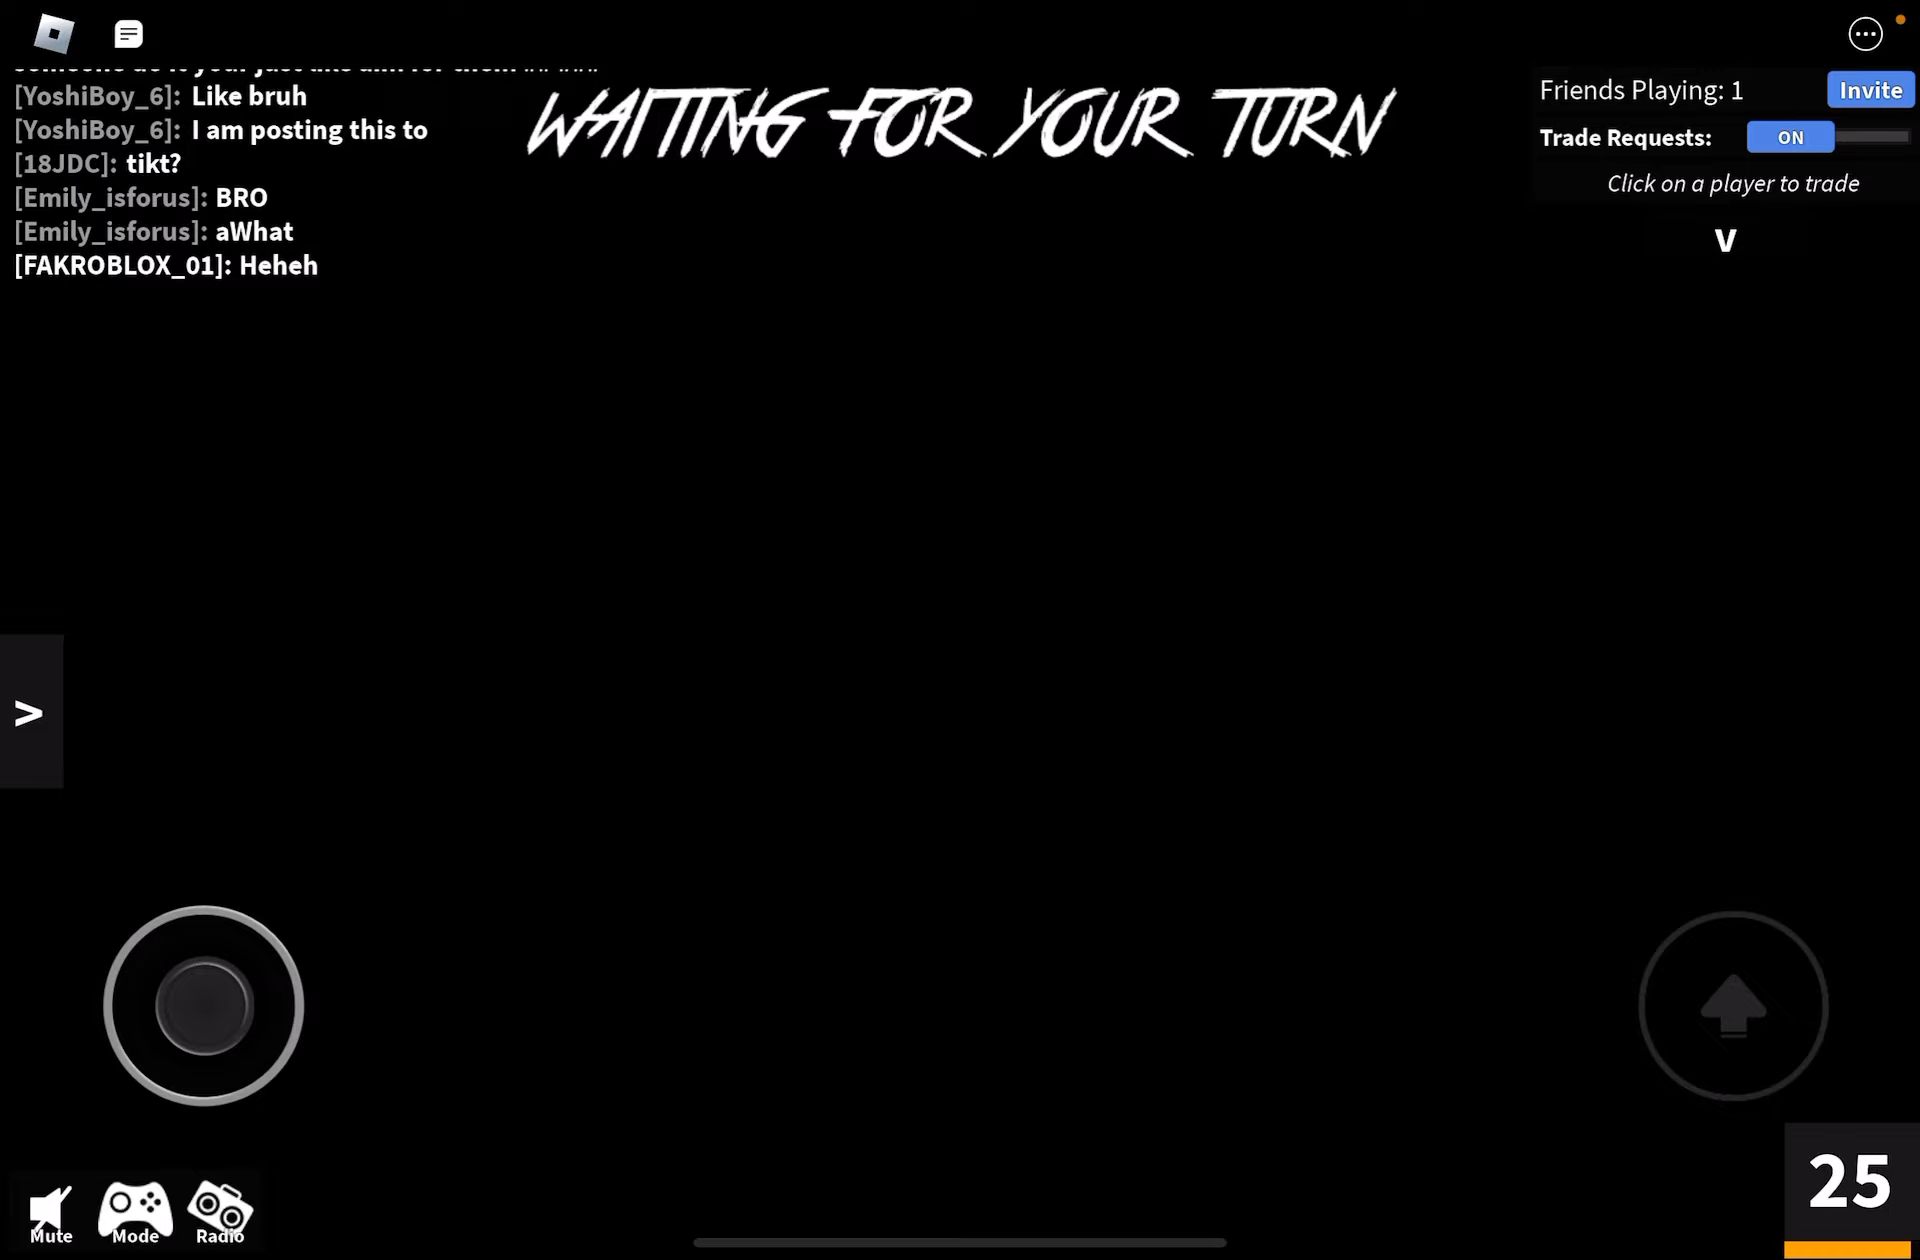 [YoshiBoy_6]: Like bruh
[YoshiBoy_6]: I am posting this to
[18JDC]: tikt?
[Emily_isforus]: BRO
[Emily_isforus]: aWhat
[FAKROBLOX_01]: Heheh
WAITING FOR YOUR TURN
Friends Playing: 1 Invite
Trade Requests: ON
Click on a player to trade
V
>
Mute Mode Radio
25